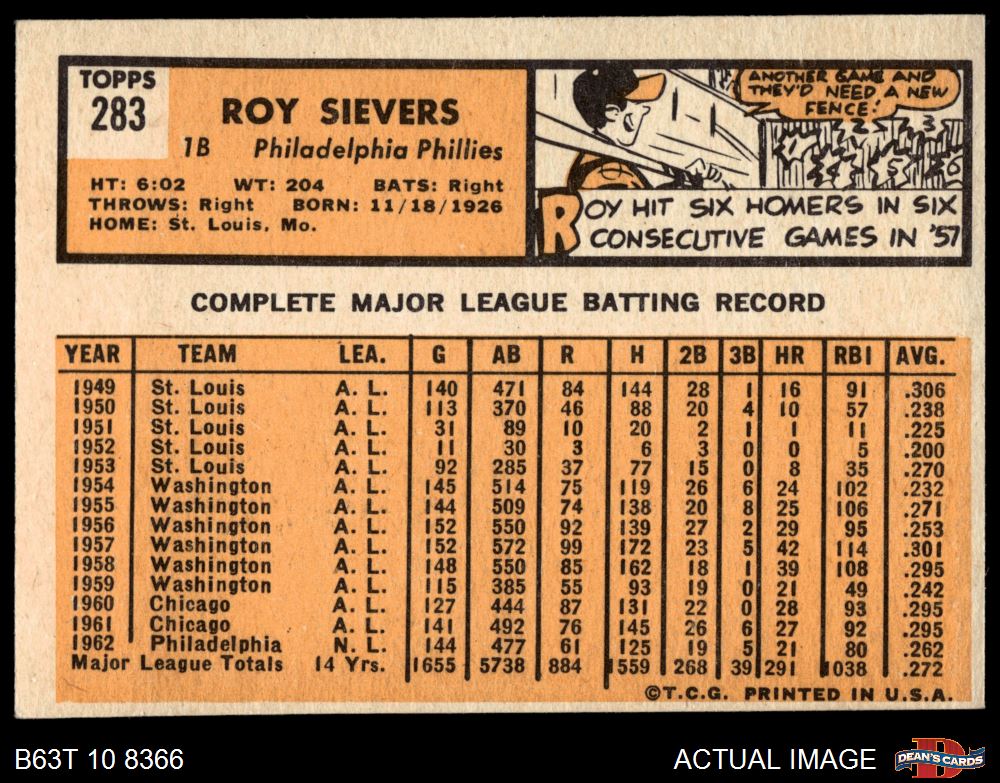 TOPPS
283
ROY SIEVERS
1B Philadelphia Phillies
HT: 6:02 WT: 204 BATS: Right
THROWS: Right BORN: 11/18/1926
HOME: St. Louis, Mo.
ANOTHER GAME AND
THEY'D NEED A NEW
FENCE!
1 2 3
4 5 6
ROY HIT SIX HOMERS IN SIX
CONSECUTIVE GAMES IN '57
COMPLETE MAJOR LEAGUE BATTING RECORD
YEAR TEAM LEA. G AB R H 2B 3B HR RBI AVG.
1949 St. Louis A. L. 140 471 84 144 28 1 16 91 .306
1950 St. Louis A. L. 113 370 46 88 20 4 10 57 .238
1951 St. Louis A. L. 31 89 10 20 2 1 1 11 .225
1952 St. Louis A. L. 11 30 3 6 3 0 0 5 .200
1953 St. Louis A. L. 92 285 37 77 15 0 8 35 .270
1954 Washington A. L. 145 514 75 119 26 6 24 102 .232
1955 Washington A. L. 144 509 74 138 20 8 25 106 .271
1956 Washington A. L. 152 550 92 139 27 2 29 95 .253
1957 Washington A. L. 152 572 99 172 23 5 42 114 .301
1958 Washington A. L. 148 550 85 162 18 1 39 108 .295
1959 Washington A. L. 115 385 55 93 19 0 21 49 .242
1960 Chicago A. L. 127 444 87 131 22 0 28 93 .295
1961 Chicago A. L. 141 492 76 145 26 6 27 92 .295
1962 Philadelphia N. L. 144 477 61 125 19 5 21 80 .262
Major League Totals 14 Yrs. 1655 5738 884 1559 268 39 291 1038 .272
©T.C.G. PRINTED IN U.S.A.
B63T 10 8366 ACTUAL IMAGE
D
DEAN'S CARDS